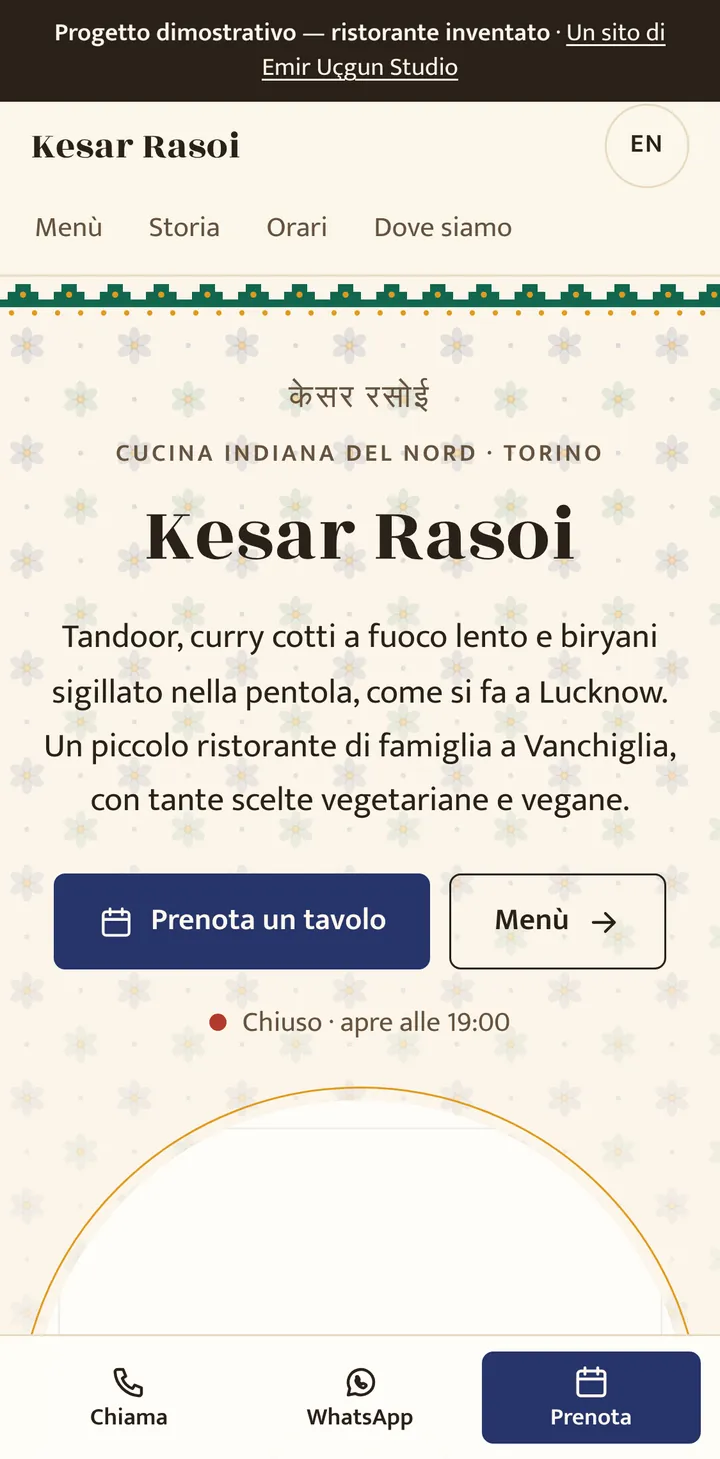 Progetto dimostrativo — ristorante inventato · Un sito di
Emir Uçgun Studio
Kesar Rasoi
EN
Menù Storia Orari Dove siamo
केसर रसोई
CUCINA INDIANA DEL NORD · TORINO
Kesar Rasoi
Tandoor, curry cotti a fuoco lento e biryani
sigillato nella pentola, come si fa a Lucknow.
Un piccolo ristorante di famiglia a Vanchiglia,
con tante scelte vegetariane e vegane.
Prenota un tavolo
Menù →
Chiuso · apre alle 19:00
Chiama
WhatsApp
Prenota